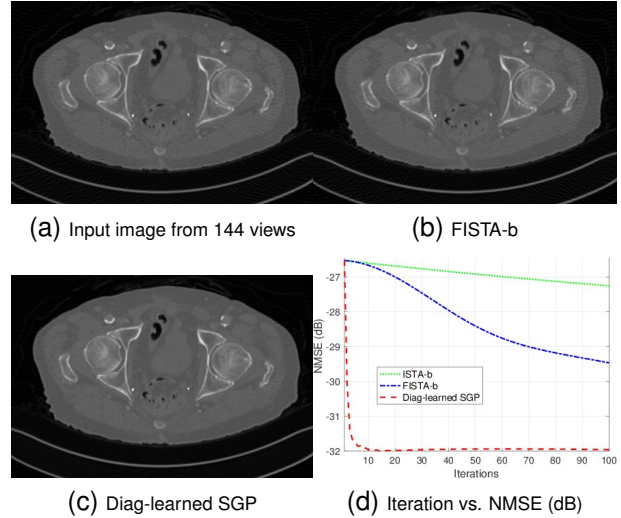 (a) Input image from 144 views
(b) FISTA-b
-27
-28
-29
-30
-31
-32
NMSE (dB)
ISTA-b
FISTA-b
Diag-learned SGP
10 20 30 40 50 60 70 80 90 100
Iterations
(c) Diag-learned SGP
(d) Iteration vs. NMSE (dB)